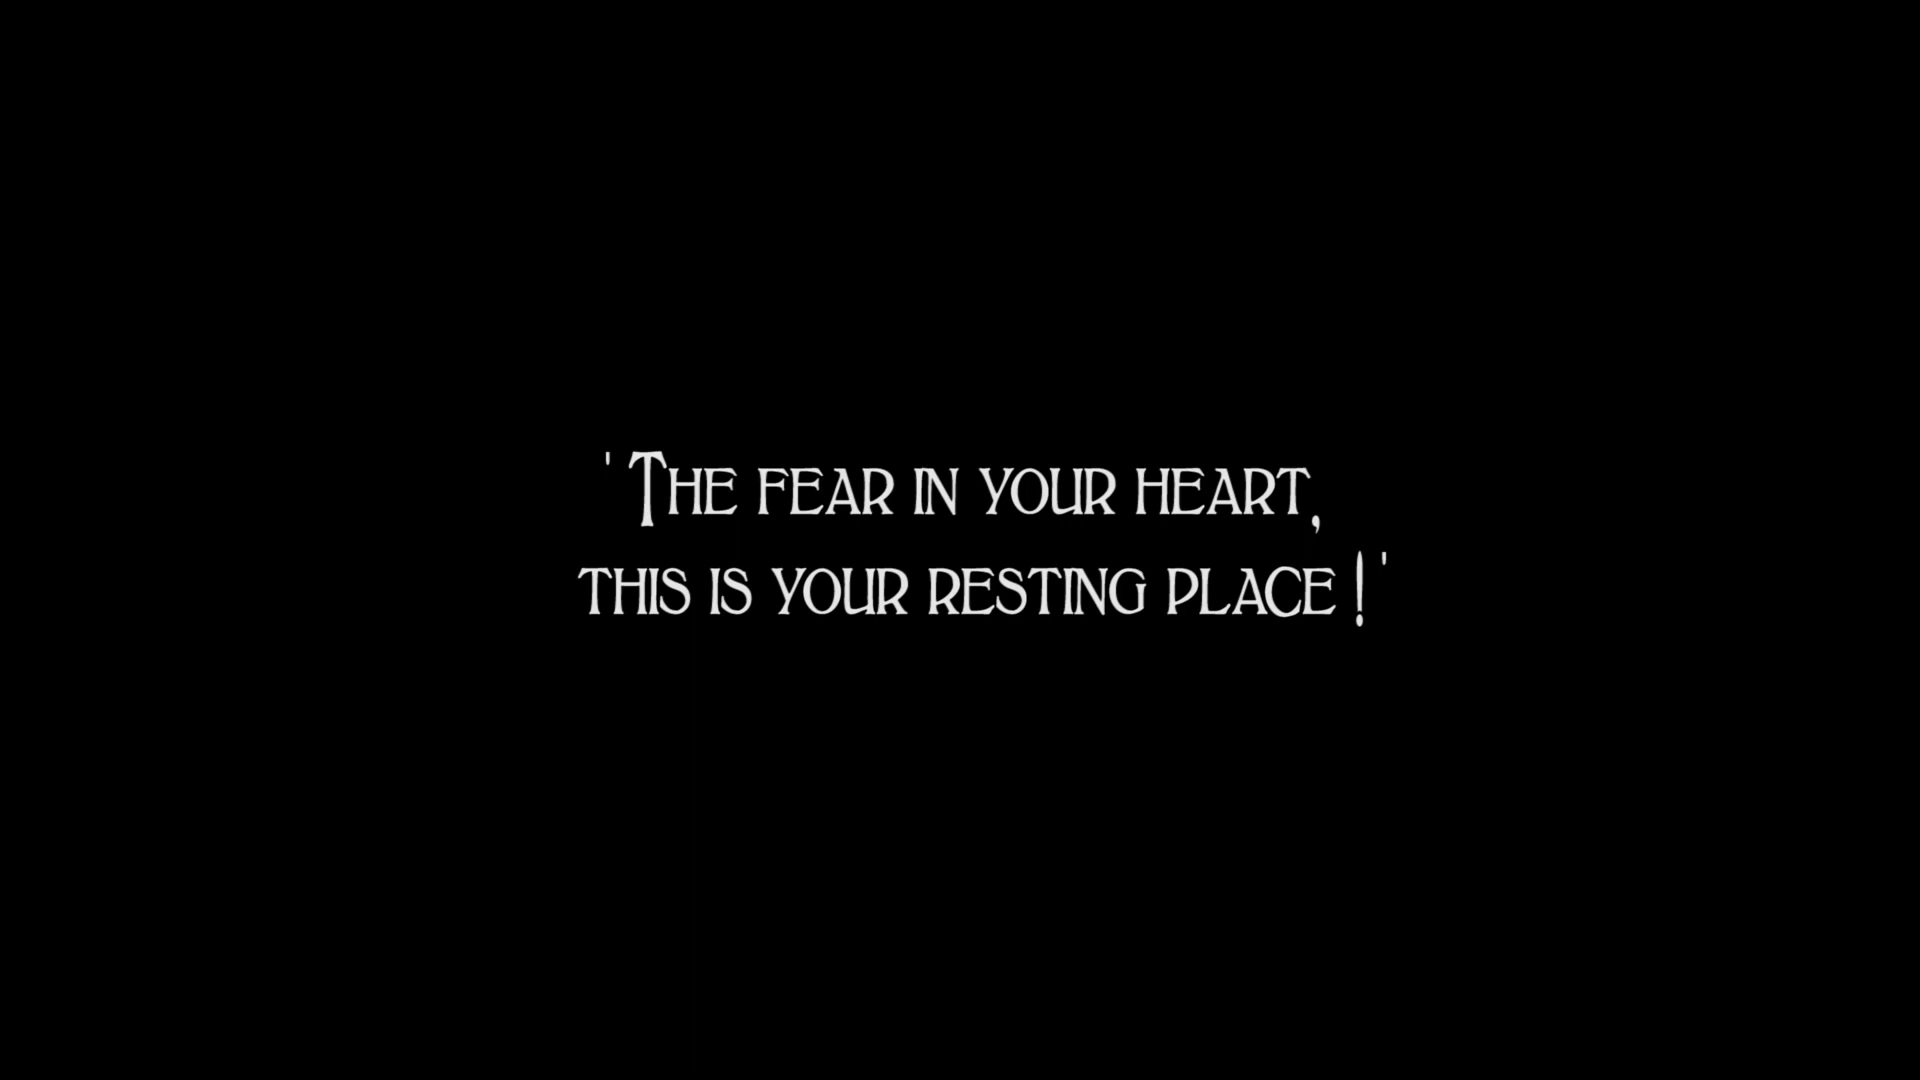 ' The fear in your heart,
this is your resting place ! '